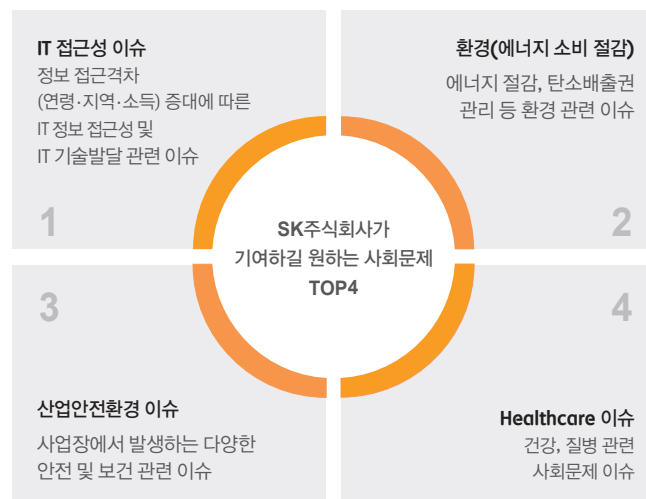 IT 접근성 이슈
정보 접근격차
(연령·지역·소득) 증대에 따른
IT 정보 접근성 및
IT 기술발달 관련 이슈
1
환경(에너지 소비 절감)
에너지 절감, 탄소배출권
관리 등 환경 관련 이슈
2
SK주식회사가
기여하길 원하는 사회문제
TOP4
3
산업안전환경 이슈
사업장에서 발생하는 다양한
안전 및 보건 관련 이슈
4
Healthcare 이슈
건강, 질병 관련
사회문제 이슈